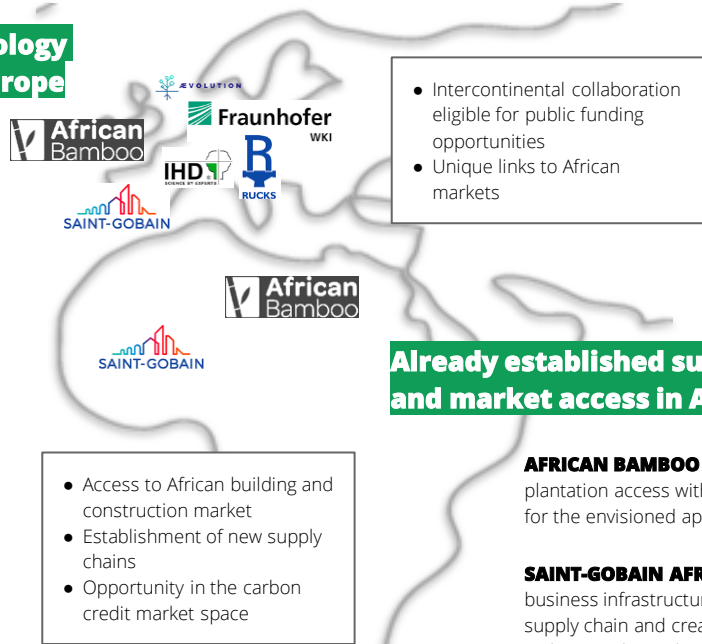 ology
rope
ÆVOLUTION
Fraunhofer
WKI
African
Bamboo
IHD
SCIENCE BY EXPERTS
R
RUCKS
SAINT-GOBAIN
● Intercontinental collaboration
eligible for public funding
opportunities
● Unique links to African
markets
African
Bamboo
SAINT-GOBAIN
Already established su
and market access in A
● Access to African building and
construction market
● Establishment of new supply
chains
● Opportunity in the carbon
credit market space
AFRICAN BAMBOO
plantation access with
for the envisioned ap
SAINT-GOBAIN AFR
business infrastructur
supply chain and crea